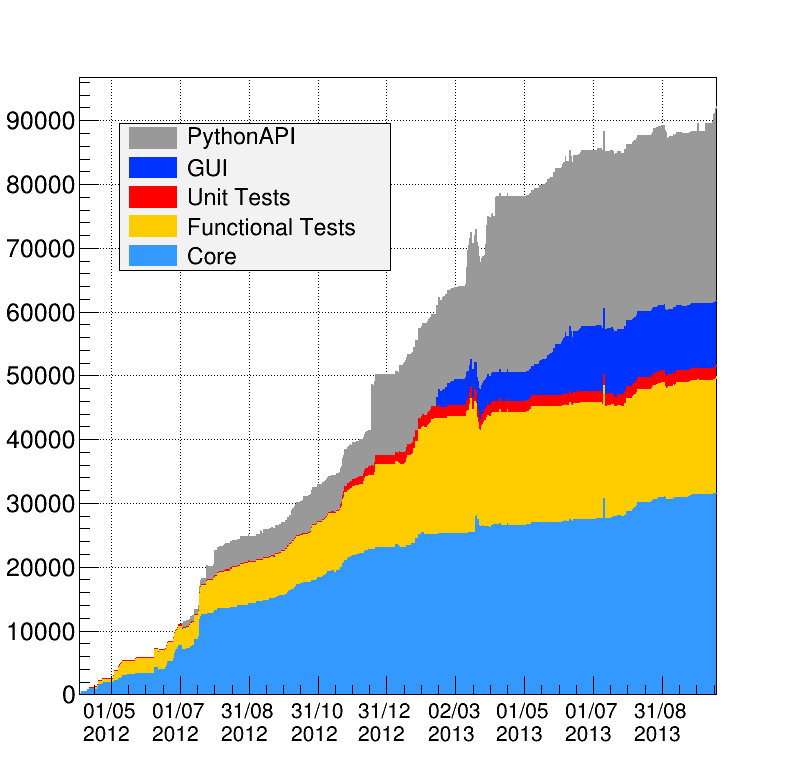 90000
80000
70000
60000
50000
40000
30000
20000
10000
0
PythonAPI
GUI
Unit Tests
Functional Tests
Core
01/05 01/07 31/08 31/10 31/12 02/03 01/05 01/07 31/08
2012 2012 2012 2012 2012 2013 2013 2013 2013